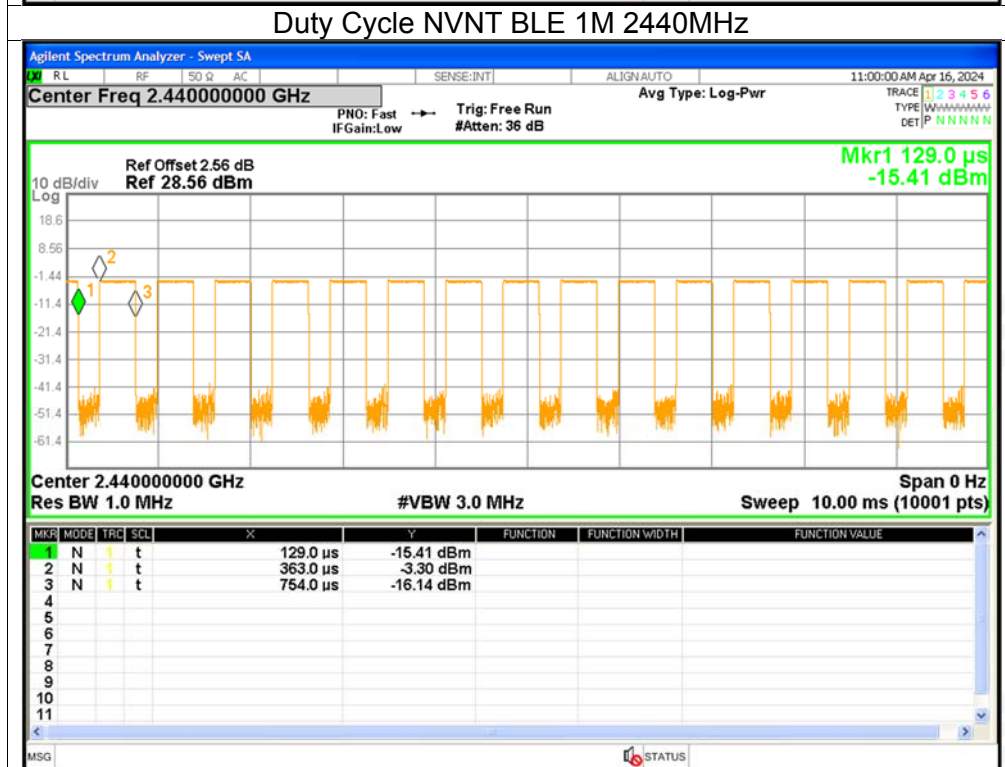 Duty Cycle NVNT BLE 1M 2440MHz
Agilent Spectrum Analyzer - Swept SA
LXI RL RF 50 Ω AC SENSE:INT ALIGNAUTO 11:00:00 AM Apr 16, 2024
Center Freq 2.440000000 GHz Avg Type: Log-Pwr TRACE 1 2 3 4 5 6
PNO: Fast Trig: Free Run TYPE W
IFGain:Low #Atten: 36 dB DET P N N N N N
Mkr1 129.0 µs
Ref Offset 2.56 dB
10 dB/div Ref 28.56 dBm -15.41 dBm
Log
18.6
8.56
-1.44
-11.4
-21.4
-31.4
-41.4
-51.4
-61.4
1 2 3
Center 2.440000000 GHz Span 0 Hz
Res BW 1.0 MHz #VBW 3.0 MHz Sweep 10.00 ms (10001 pts)
MKR MODE TRC SCL X Y FUNCTION FUNCTION WIDTH FUNCTION VALUE
1 N 1 t 129.0 µs -15.41 dBm
2 N 1 t 363.0 µs -3.30 dBm
3 N 1 t 754.0 µs -16.14 dBm
4
5
6
7
8
9
10
11
MSG STATUS